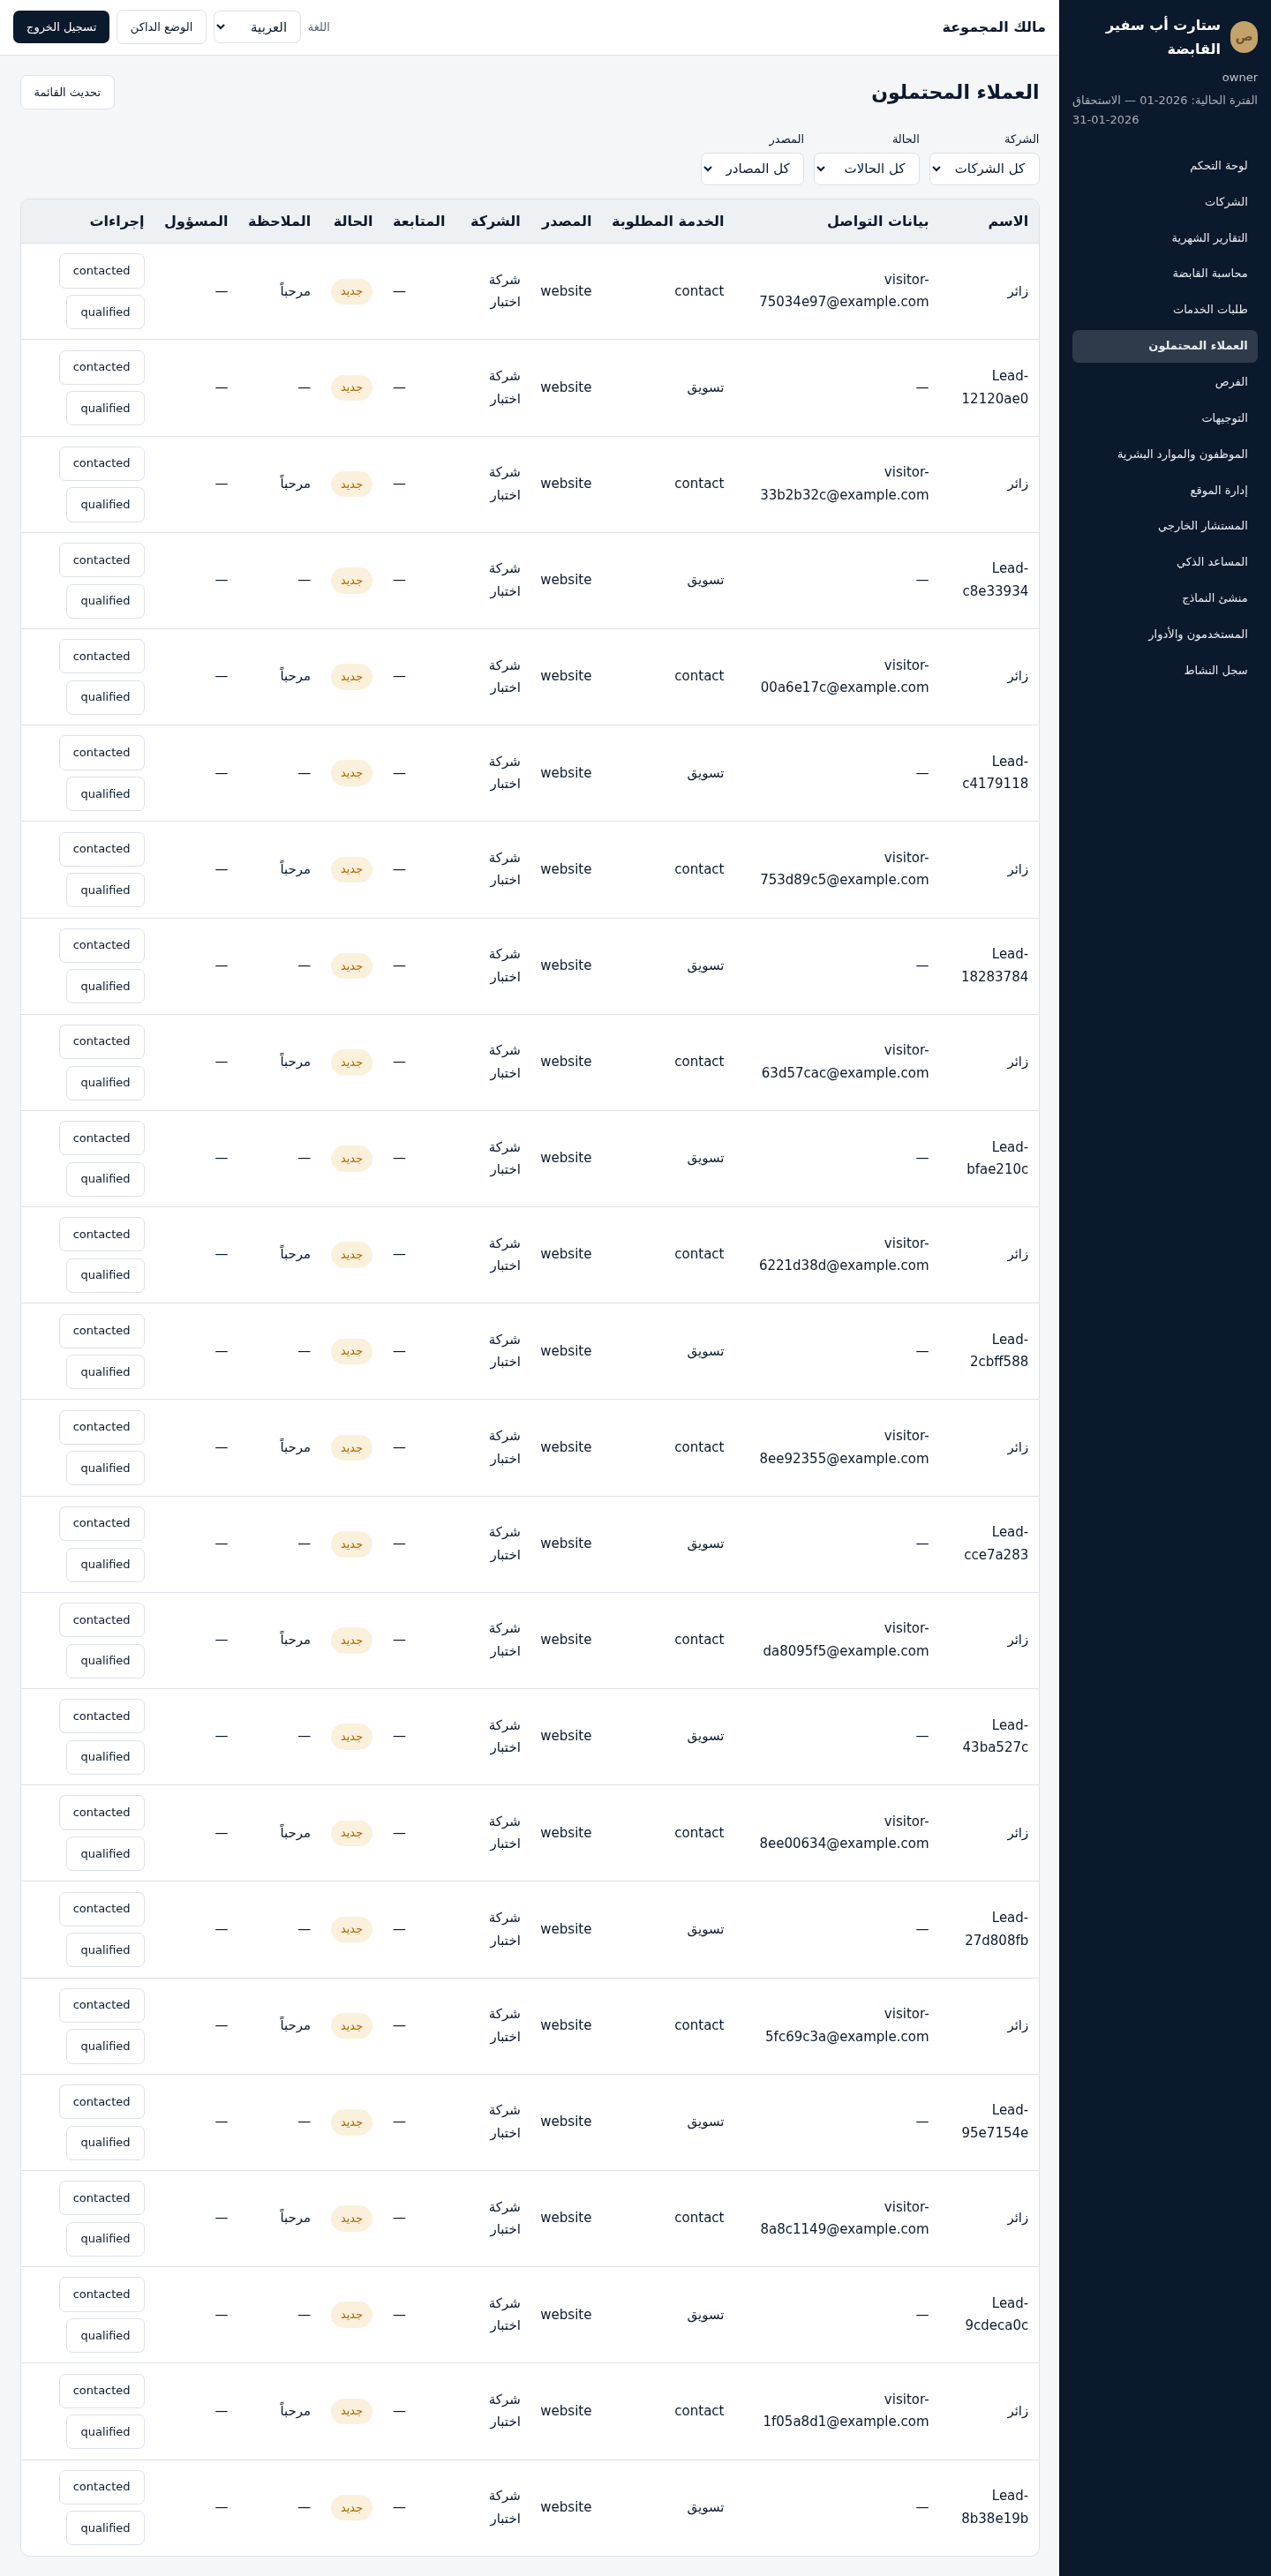 ص
ستارت أب سفير
القابضة
owner
الفترة الحالية: 2026-01 — الاستحقاق
31-01-2026
لوحة التحكم
الشركات
التقارير الشهرية
محاسبة القابضة
طلبات الخدمات
العملاء المحتملون
الفرص
التوجيهات
الموظفون والموارد البشرية
إدارة الموقع
المستشار الخارجي
المساعد الذكي
منشئ النماذج
المستخدمون والأدوار
سجل النشاط
مالك المجموعة
اللغة العربية الوضع الداكن تسجيل الخروج
العملاء المحتملون
تحديث القائمة
الشركة الحالة المصدر
كل الشركات كل الحالات كل المصادر
الاسم بيانات التواصل الخدمة المطلوبة المصدر الشركة المتابعة الحالة الملاحظة المسؤول إجراءات
زائر visitor-75034e97@example.com contact website شركة اختبار — جديد مرحباً — contacted qualified
Lead-12120ae0 — تسويق website شركة اختبار — جديد — — contacted qualified
زائر visitor-33b2b32c@example.com contact website شركة اختبار — جديد مرحباً — contacted qualified
Lead-c8e33934 — تسويق website شركة اختبار — جديد — — contacted qualified
زائر visitor-00a6e17c@example.com contact website شركة اختبار — جديد مرحباً — contacted qualified
Lead-c4179118 — تسويق website شركة اختبار — جديد — — contacted qualified
زائر visitor-753d89c5@example.com contact website شركة اختبار — جديد مرحباً — contacted qualified
Lead-18283784 — تسويق website شركة اختبار — جديد — — contacted qualified
زائر visitor-63d57cac@example.com contact website شركة اختبار — جديد مرحباً — contacted qualified
Lead-bfae210c — تسويق website شركة اختبار — جديد — — contacted qualified
زائر visitor-6221d38d@example.com contact website شركة اختبار — جديد مرحباً — contacted qualified
Lead-2cbff588 — تسويق website شركة اختبار — جديد — — contacted qualified
زائر visitor-8ee92355@example.com contact website شركة اختبار — جديد مرحباً — contacted qualified
Lead-cce7a283 — تسويق website شركة اختبار — جديد — — contacted qualified
زائر visitor-da8095f5@example.com contact website شركة اختبار — جديد مرحباً — contacted qualified
Lead-43ba527c — تسويق website شركة اختبار — جديد — — contacted qualified
زائر visitor-8ee00634@example.com contact website شركة اختبار — جديد مرحباً — contacted qualified
Lead-27d808fb — تسويق website شركة اختبار — جديد — — contacted qualified
زائر visitor-5fc69c3a@example.com contact website شركة اختبار — جديد مرحباً — contacted qualified
Lead-95e7154e — تسويق website شركة اختبار — جديد — — contacted qualified
زائر visitor-8a8c1149@example.com contact website شركة اختبار — جديد مرحباً — contacted qualified
Lead-9cdeca0c — تسويق website شركة اختبار — جديد — — contacted qualified
زائر visitor-1f05a8d1@example.com contact website شركة اختبار — جديد مرحباً — contacted qualified
Lead-8b38e19b — تسويق website شركة اختبار — جديد — — contacted qualified